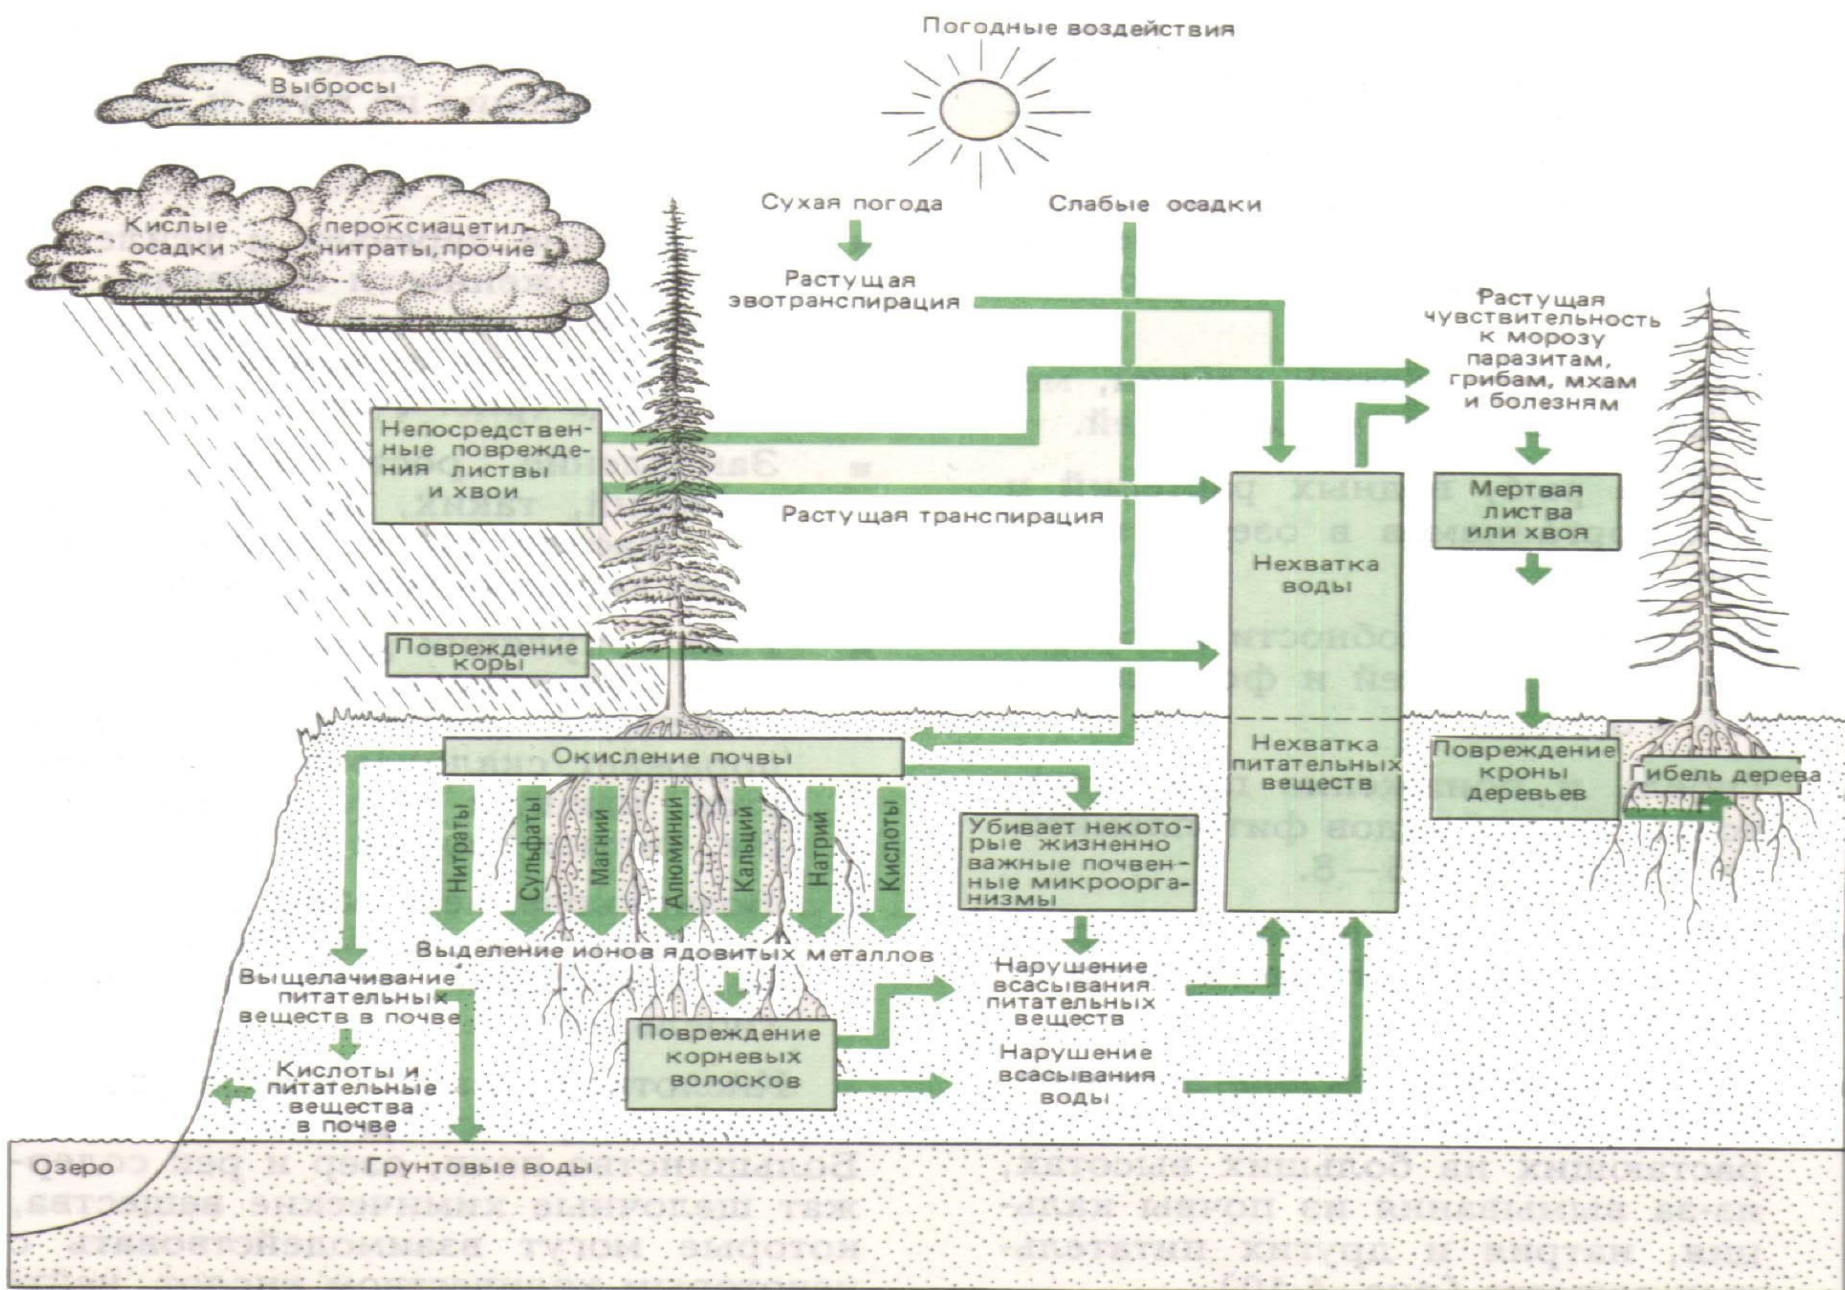 Погодные воздействия
Выбросы
Кислые
осадки
пероксиацетил-
нитраты, прочие
Сухая погода
Слабые осадки
Растущая
эвотранспирация
Растущая
чувствительность
к морозу
паразитам,
грибам, мхам
и болезням
Непосредствен-
ные поврежде-
ния листвы
и хвои
Растущая транспирация
Мертвая
листва
или хвоя
Нехватка
воды
Повреждение
коры
Окисление почвы
Нехватка
питательных
веществ
Повреждение
кроны
деревьев
Гибель дерева
Нитраты
Сульфаты
Магний
Алюминий
Кальций
Натрий
Кислоты
Убивает некото-
рые жизненно
важные почвен-
ные микроорга-
низмы
Выделение ионов ядовитых металлов
Выщелачивание
питательных
веществ в почве
Нарушение
всасывания
питательных
веществ
Повреждение
корневых
волосков
Нарушение
всасывания
воды
Кислоты и
питательные
вещества
в почве
Озеро
Грунтовые воды